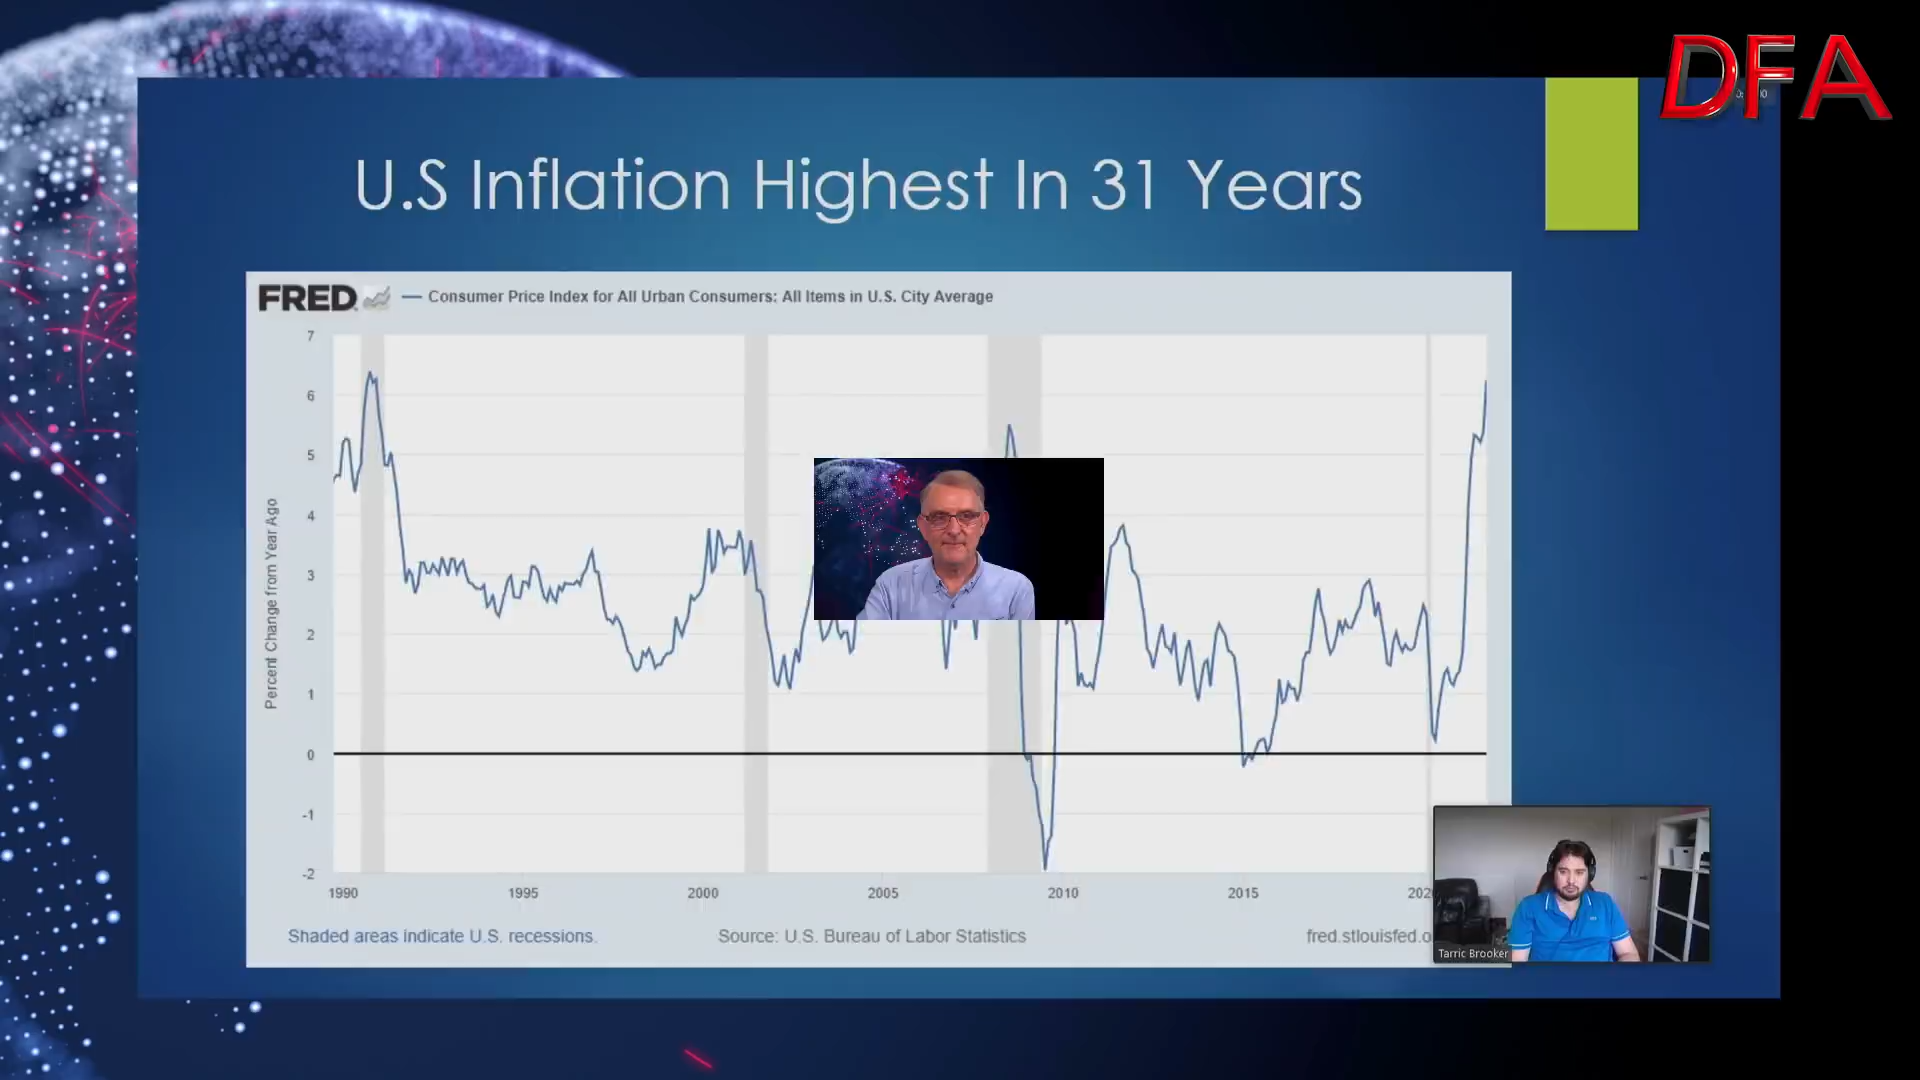 DFA
U.S Inflation Highest In 31 Years
FRED
Consumer Price Index for All Urban Consumers: All Items in U.S. City Average
7
6
5
4
3
2
1
0
-1
-2
Percent Change from Year Ago
1990 1995 2000 2005 2010 2015
Shaded areas indicate U.S. recessions.
Source: U.S. Bureau of Labor Statistics
fred.stlouisfed.o
Tarric Brooker